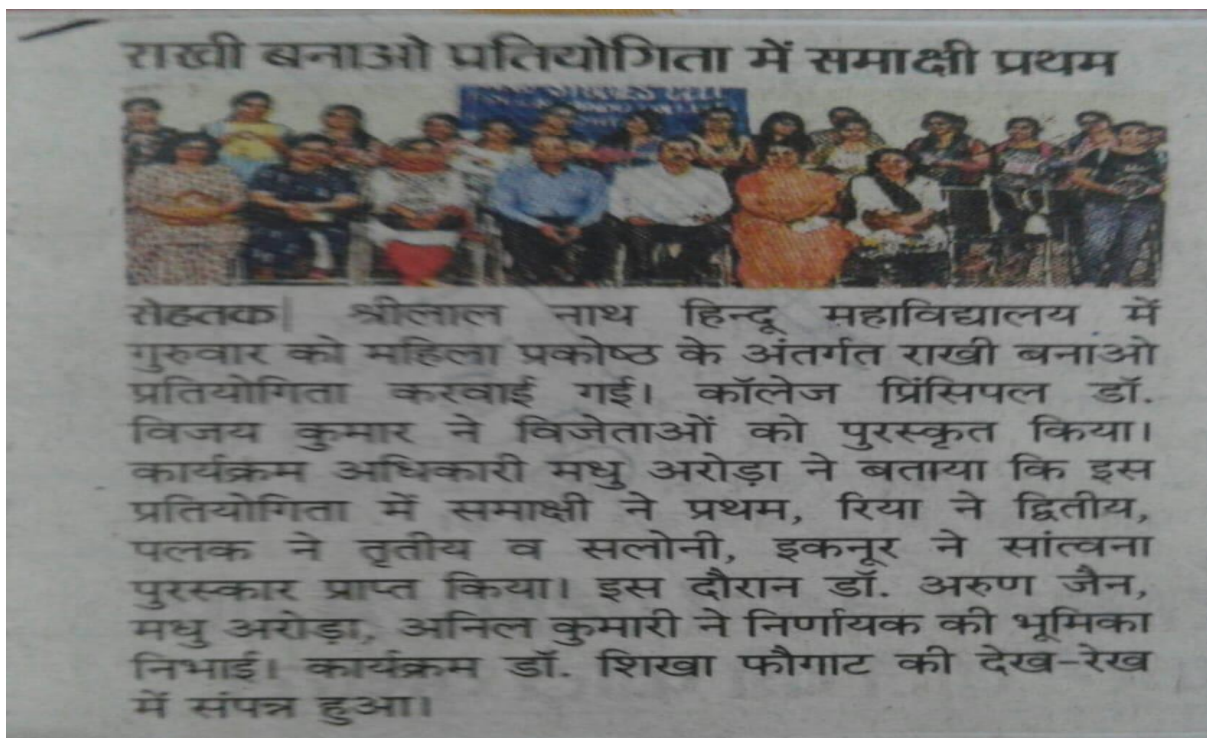 राखी बनाओ प्रतियोगिता में समाक्षी प्रथम
रोहतक| श्रीलाल नाथ हिन्दू महाविद्यालय में
गुरुवार को महिला प्रकोष्ठ के अंतर्गत राखी बनाओ
प्रतियोगिता करवाई गई। कॉलेज प्रिंसिपल डॉ.
विजय कुमार ने विजेताओं को पुरस्कृत किया।
कार्यक्रम अधिकारी मधु अरोड़ा ने बताया कि इस
प्रतियोगिता में समाक्षी ने प्रथम, रिया ने द्वितीय,
पलक ने तृतीय व सलोनी, इकनूर ने सांत्वना
पुरस्कार प्राप्त किया। इस दौरान डॉ. अरुण जैन,
मधु अरोड़ा, अनिल कुमारी ने निर्णायक की भूमिका
निभाई। कार्यक्रम डॉ. शिखा फौगाट की देख-रेख
में संपन्न हुआ।